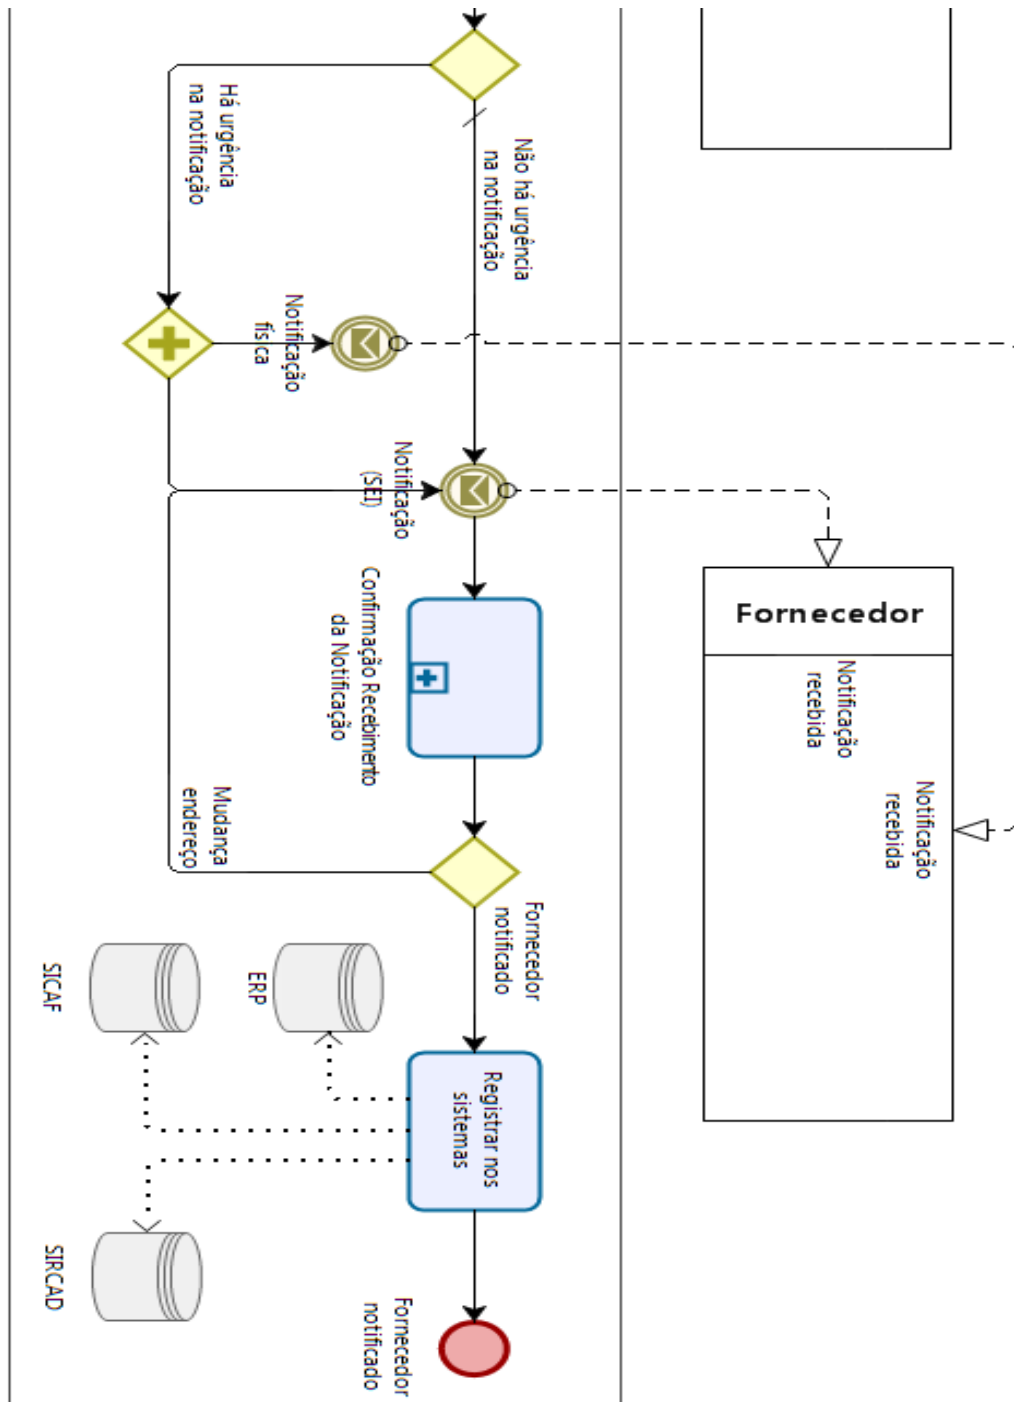 Há urgência
na notificação
Não há urgência
na notificação
Notificação
física
Notificação
(SEI)
Fornecedor
Notificação
recebida
Notificação
recebida
Confirmação Recebimento
da Notificação
Mudança
endereço
Fornecedor
notificado
SICAF
ERP
Registrar nos
sistemas
SIRCAD
Fornecedor
notificado